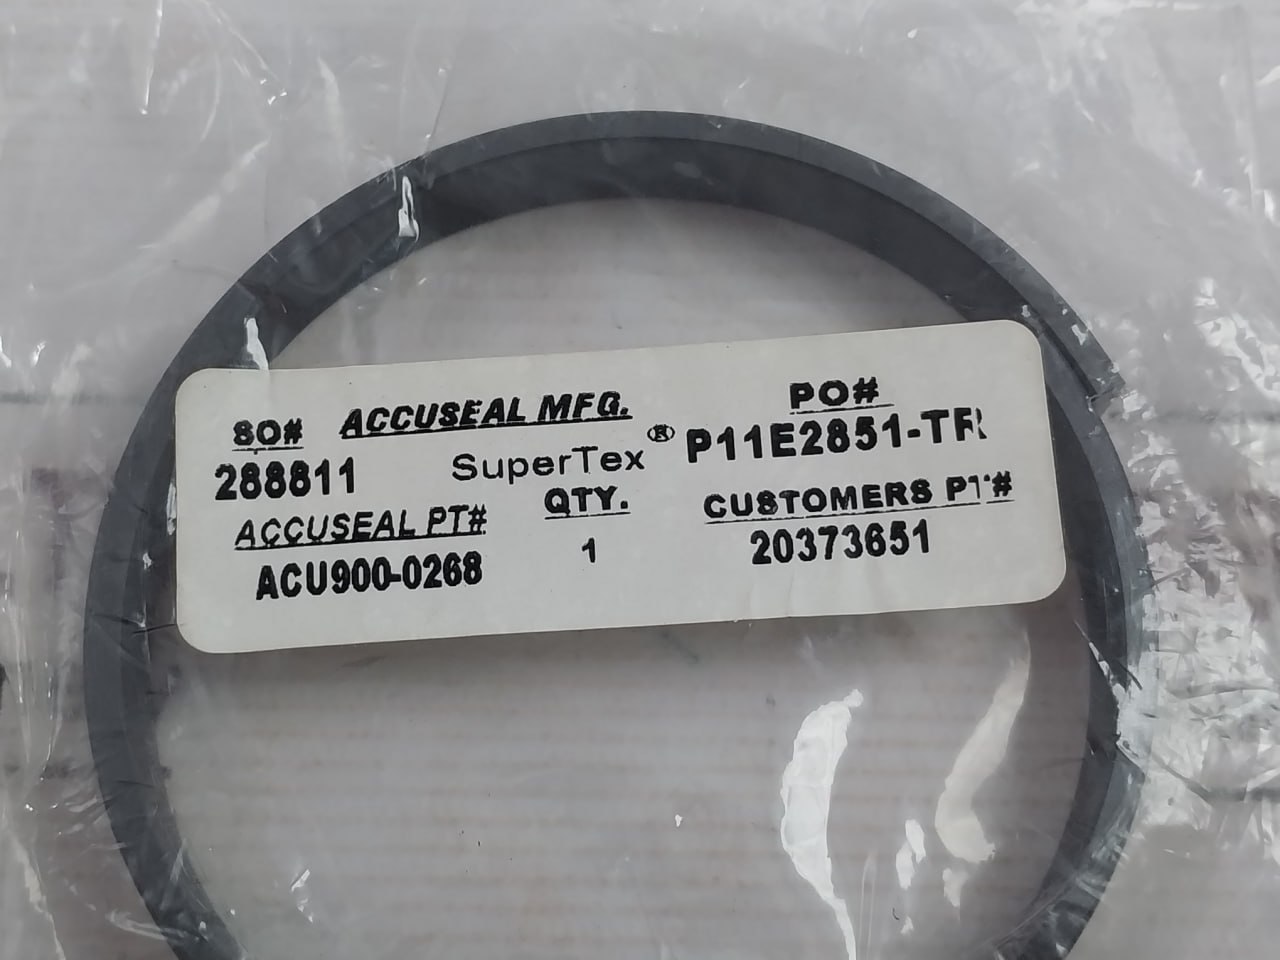 SO# ACCUSEAL MFG. PO#
288811 SuperTex ® P11E2851-TR
ACCUSEAL PT# QTY. CUSTOMERS PT#
ACU900-0268 1 20373651